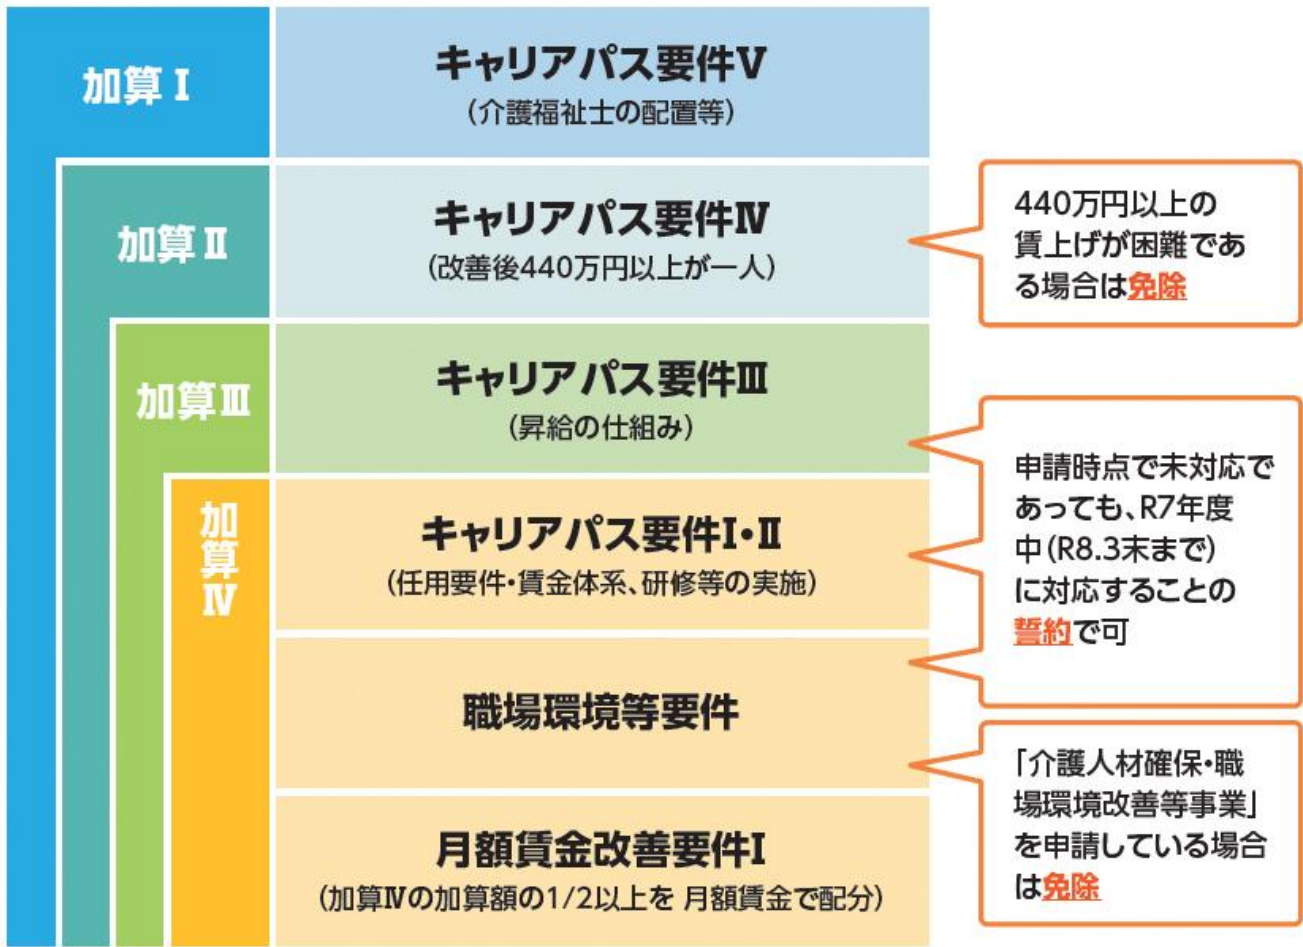 加算Ⅰ
キャリアパス要件Ⅴ
（介護福祉士の配置等）
加算Ⅱ
キャリアパス要件Ⅳ
（改善後440万円以上が一人）
440万円以上の
賃上げが困難であ
る場合は免除
加算Ⅲ
キャリアパス要件Ⅲ
（昇給の仕組み）
加算Ⅳ
キャリアパス要件Ⅰ・Ⅱ
（任用要件・賃金体系、研修等の実施）
申請時点で未対応で
あっても、R7年度
中（R8.3末まで）
に対応することの
誓約で可
職場環境等要件
「介護人材確保・職
場環境改善等事業」
を申請している場合
は免除
月額賃金改善要件Ⅰ
（加算Ⅳの加算額の1/2以上を 月額賃金で配分）